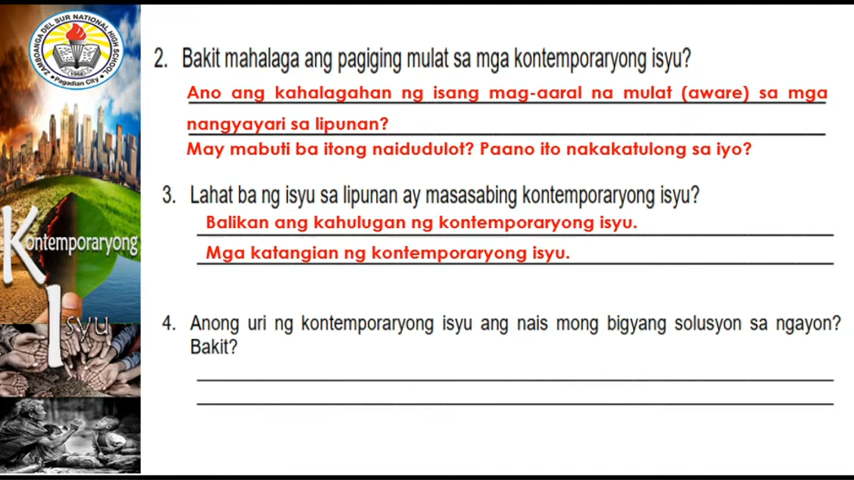 ZAMBOANGA DEL SUR NATIONAL HIGH SCHOOL
1964
Pagadian City
Kontemporaryong
Isyu
2. Bakit mahalaga ang pagiging mulat sa mga kontemporaryong isyu?
Ano ang kahalagahan ng isang mag-aaral na mulat (aware) sa mga
nangyayari sa lipunan?
May mabuti ba itong naidudulot? Paano ito nakakatulong sa iyo?
3. Lahat ba ng isyu sa lipunan ay masasabing kontemporaryong isyu?
Balikan ang kahulugan ng kontemporaryong isyu.
Mga katangian ng kontemporaryong isyu.
4. Anong uri ng kontemporaryong isyu ang nais mong bigyang solusyon sa ngayon?
Bakit?